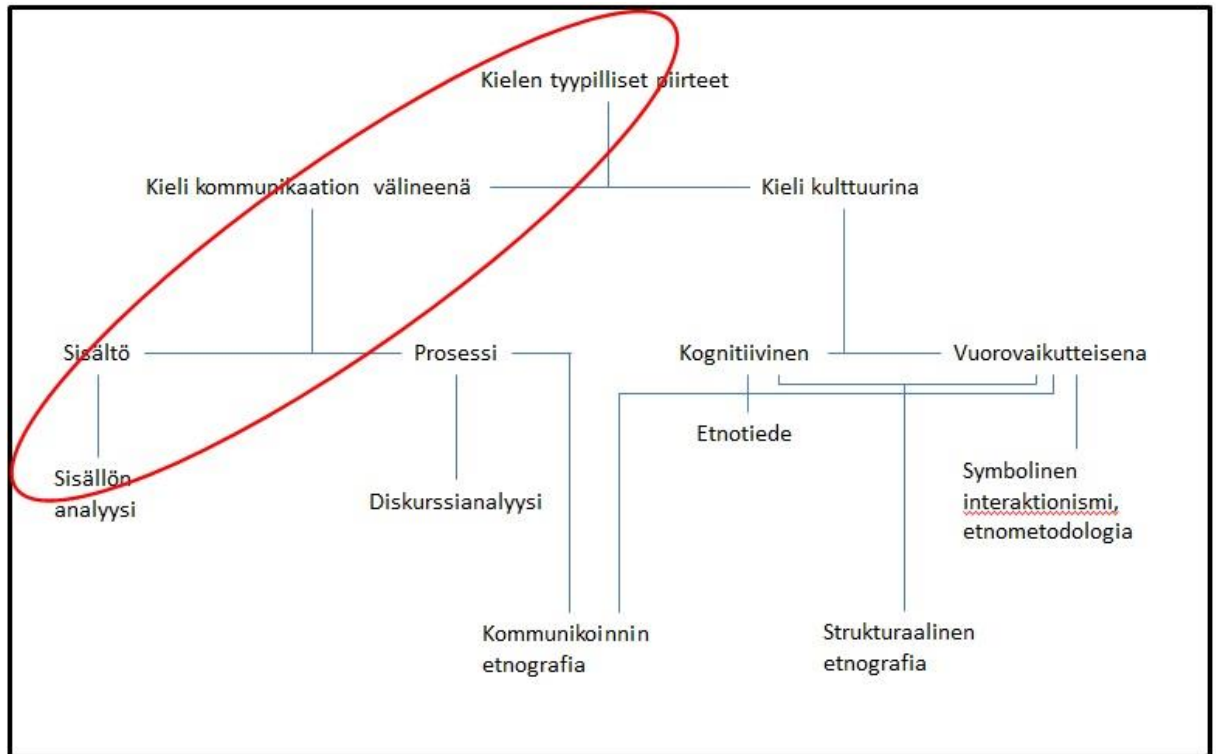 Kielen tyypilliset piirteet
Kieli kommunikaation välineenä
Kieli kulttuurina
Sisältö
Prosessi
Kognitiivinen
Vuorovaikutteisena
Etnotiede
Sisällön
analyysi
Diskurssianalyysi
Symbolinen
interaktionismi,
etnometodologia
Kommunikoinnin
etnografia
Strukturaalinen
etnografia